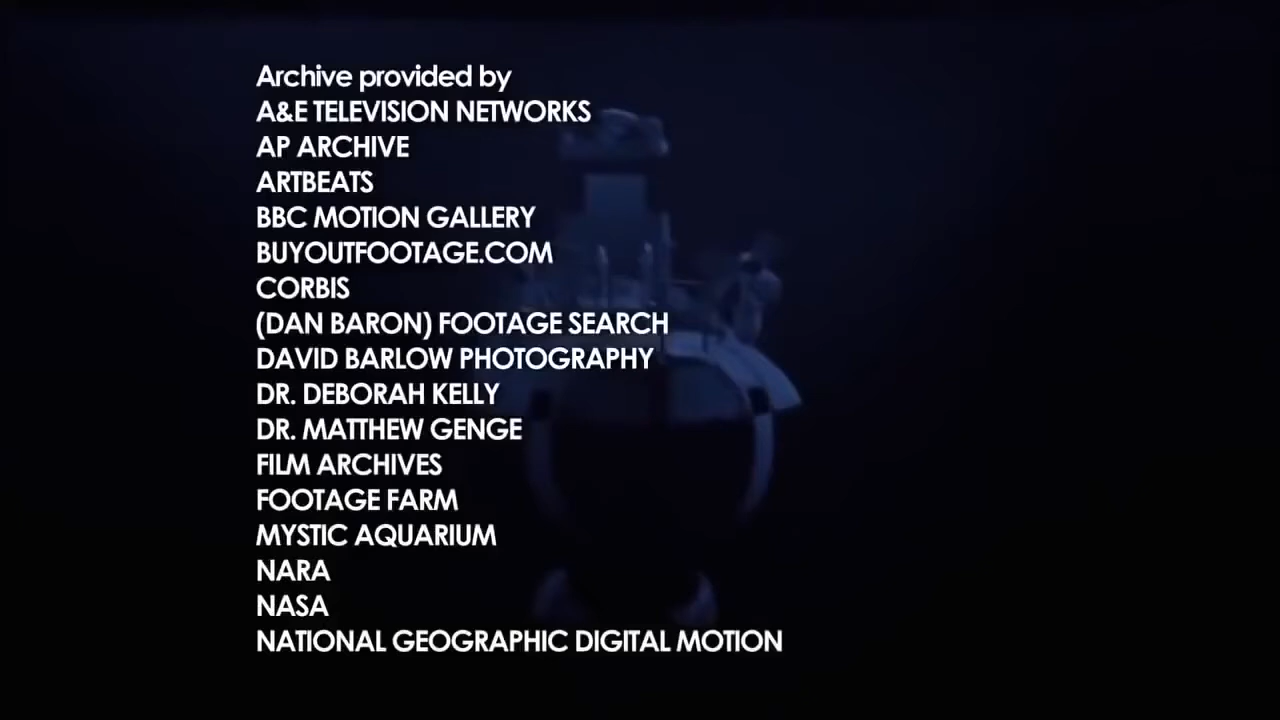 Archive provided by
A&E TELEVISION NETWORKS
AP ARCHIVE
ARTBEATS
BBC MOTION GALLERY
BUYOUTFOOTAGE.COM
CORBIS
(DAN BARON) FOOTAGE SEARCH
DAVID BARLOW PHOTOGRAPHY
DR. DEBORAH KELLY
DR. MATTHEW GENGE
FILM ARCHIVES
FOOTAGE FARM
MYSTIC AQUARIUM
NARA
NASA
NATIONAL GEOGRAPHIC DIGITAL MOTION